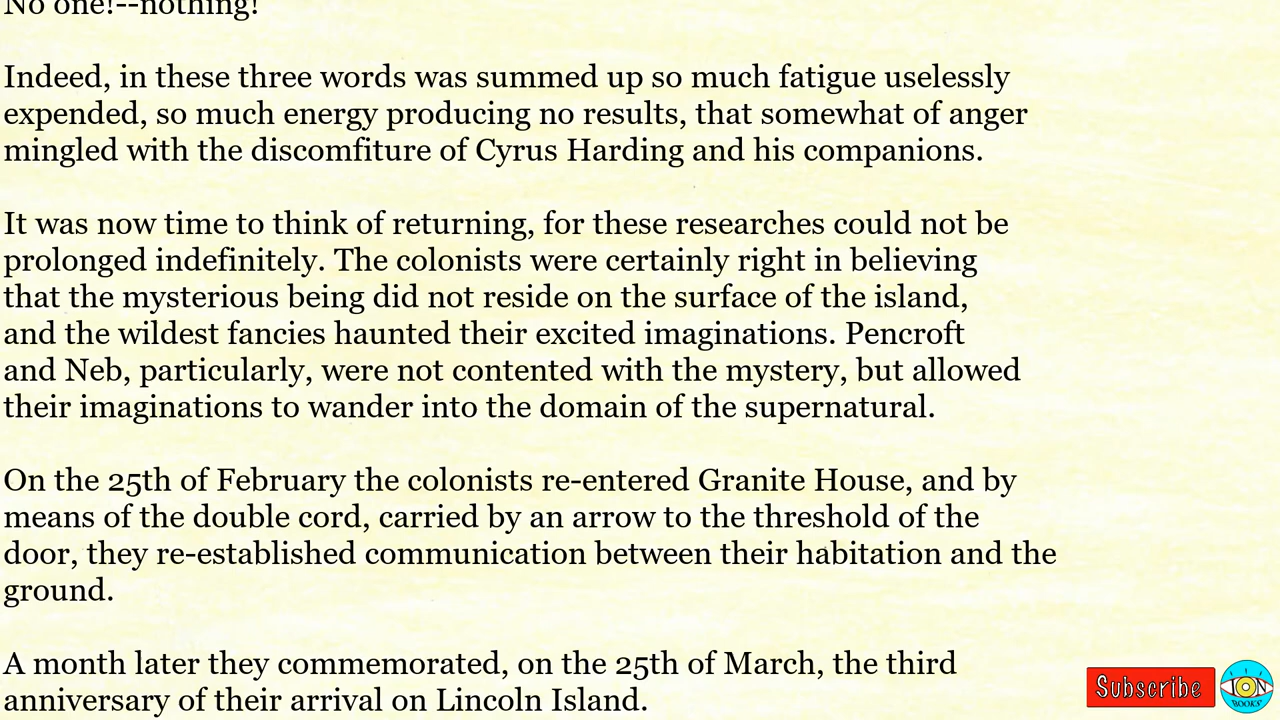 No one!--nothing!
Indeed, in these three words was summed up so much fatigue uselessly
expended, so much energy producing no results, that somewhat of anger
mingled with the discomfiture of Cyrus Harding and his companions.
It was now time to think of returning, for these researches could not be
prolonged indefinitely. The colonists were certainly right in believing
that the mysterious being did not reside on the surface of the island,
and the wildest fancies haunted their excited imaginations. Pencroft
and Neb, particularly, were not contented with the mystery, but allowed
their imaginations to wander into the domain of the supernatural.
On the 25th of February the colonists re-entered Granite House, and by
means of the double cord, carried by an arrow to the threshold of the
door, they re-established communication between their habitation and the
ground.
A month later they commemorated, on the 25th of March, the third
anniversary of their arrival on Lincoln Island.
Subscribe
ION
BOOKS